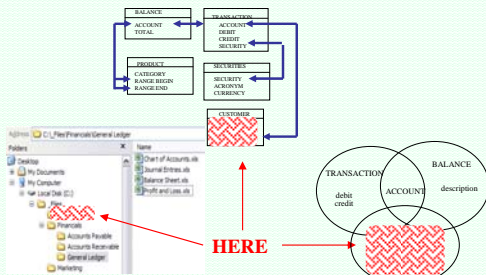 BALANCE
ACCOUNT
TOTAL
TRANSACTION
ACCOUNT
DEBIT
CREDIT
SECURITY
PRODUCT
CATEGORY
RANGE BEGIN
RANGE END
SECURITIES
SECURITY
ACRONYM
CURRENCY
CUSTOMER
Address C:\_Files\Financials\General Ledger
Folders X
Desktop
My Documents
My Computer
Local Disk (C:)
_Files
Financials
Accounts Payable
Accounts Receivable
General Ledger
Marketing
Name
Chart of Accounts.xls
Journal Entries.xls
Balance Sheet.xls
Profit and Loss.xls
HERE
TRANSACTION
debit
credit
ACCOUNT
BALANCE
description